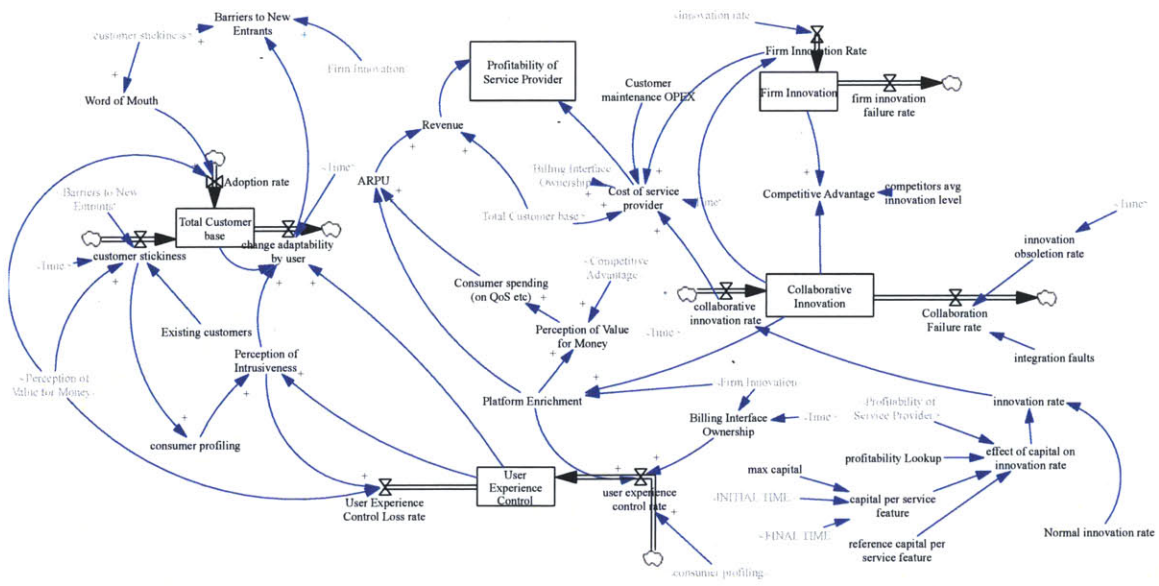 Barriers to New
Entrants
customer stickiness
Firm Innovation
Word of Mouth
Profitability of
Service Provider
<innovation rate>
Firm Innovation Rate
Firm Innovation
firm innovation
failure rate
Customer
maintenance OPEX
Revenue
ARPU
Billing Interface
Ownership
Cost of service
provider
<Time>
Competitive Advantage
competitors avg
innovation level
Adoption rate
<Time>
Barriers to New
Entrants
Total Customer
base
Total Customer base
<Time>
customer stickiness
change adaptability
by user
<Time>
innovation
obsoletion rate
<Competitive
Advantage
Consumer spending
(on QoS etc)
collaborative
innovation rate
Collaborative
Innovation
Collaboration
Failure rate
Existing customers
Perception of Value
for Money
<Time>
integration faults
Perception of
Intrusiveness
<Perception of
Value for Money>
Platform Enrichment
<Firm Innovation
Billing Interface
Ownership
<Time>
<Profitability of
Service Provider>
innovation rate
consumer profiling
profitability Lookup
effect of capital on
innovation rate
max capital
<INITIAL TIME>
capital per service
feature
User Experience
Control Loss rate
User
Experience
Control
user experience
control rate
<FINAL TIME
reference capital per
service feature
Normal innovation rate
<consumer profiling>